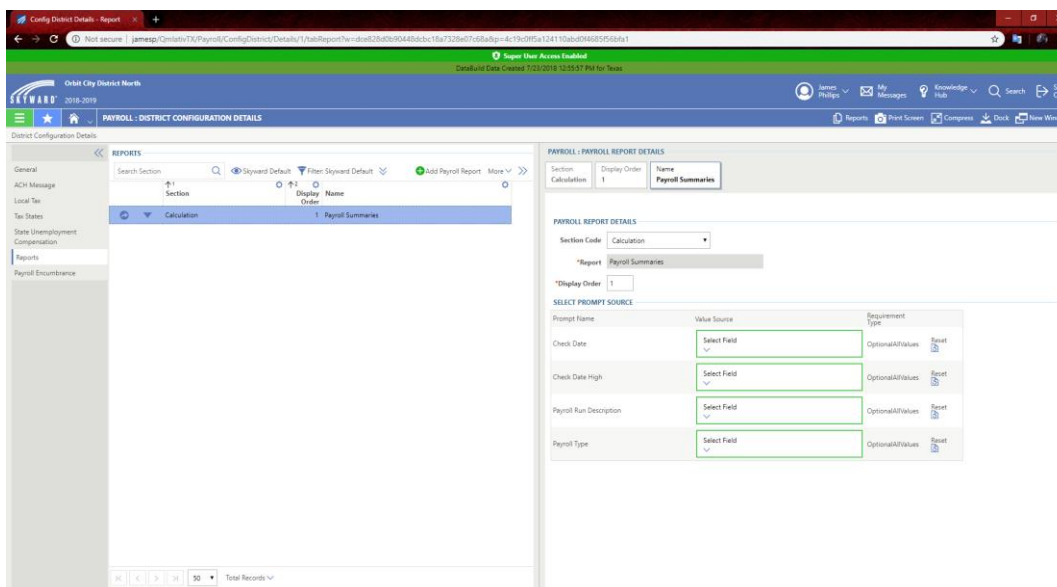 Config District Details - Report
Not secure | jamesp/QmlativTX/Payroll/ConfigDistrict/Details/1/tabReport?w=
Super User Access Enabled
DataBuild Data Created 7/23/2018 12:55:57 PM for Texas
SKYWARD
Orbit City District North
2018-2019
James Phillips
My Messages
Knowledge Hub
Search
PAYROLL : DISTRICT CONFIGURATION DETAILS
Reports Print Screen Compress Dock New Win
District Configuration Details
General
ACH Message
Local Tax
Tax States
State Unemployment
Compensation
Reports
Payroll Encumbrance
REPORTS
Search Section
Skyward Default Filter: Skyward Default
Add Payroll Report More
1 Section
2 Display Order
Name
Calculation 1 Payroll Summaries
50 Total Records
PAYROLL : PAYROLL REPORT DETAILS
Section Display Order Name
Calculation 1 Payroll Summaries
PAYROLL REPORT DETAILS
Section Code Calculation
*Report Payroll Summaries
*Display Order 1
SELECT PROMPT SOURCE
Prompt Name Value Source Requirement Type
Check Date Select Field OptionalAllValues Reset
Check Date High Select Field OptionalAllValues Reset
Payroll Run Description Select Field OptionalAllValues Reset
Payroll Type Select Field OptionalAllValues Reset